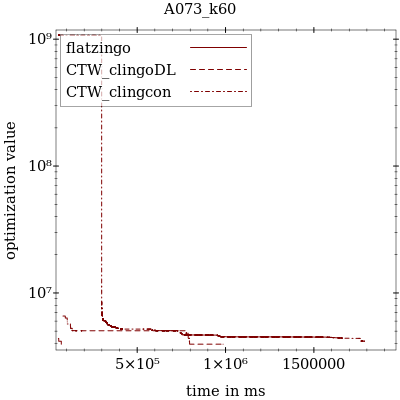 A073_k60
flatzingo
CTW_clingoDL
CTW_clingcon
optimization value
10⁹
10⁸
10⁷
5×10⁵
1×10⁶
1500000
time in ms